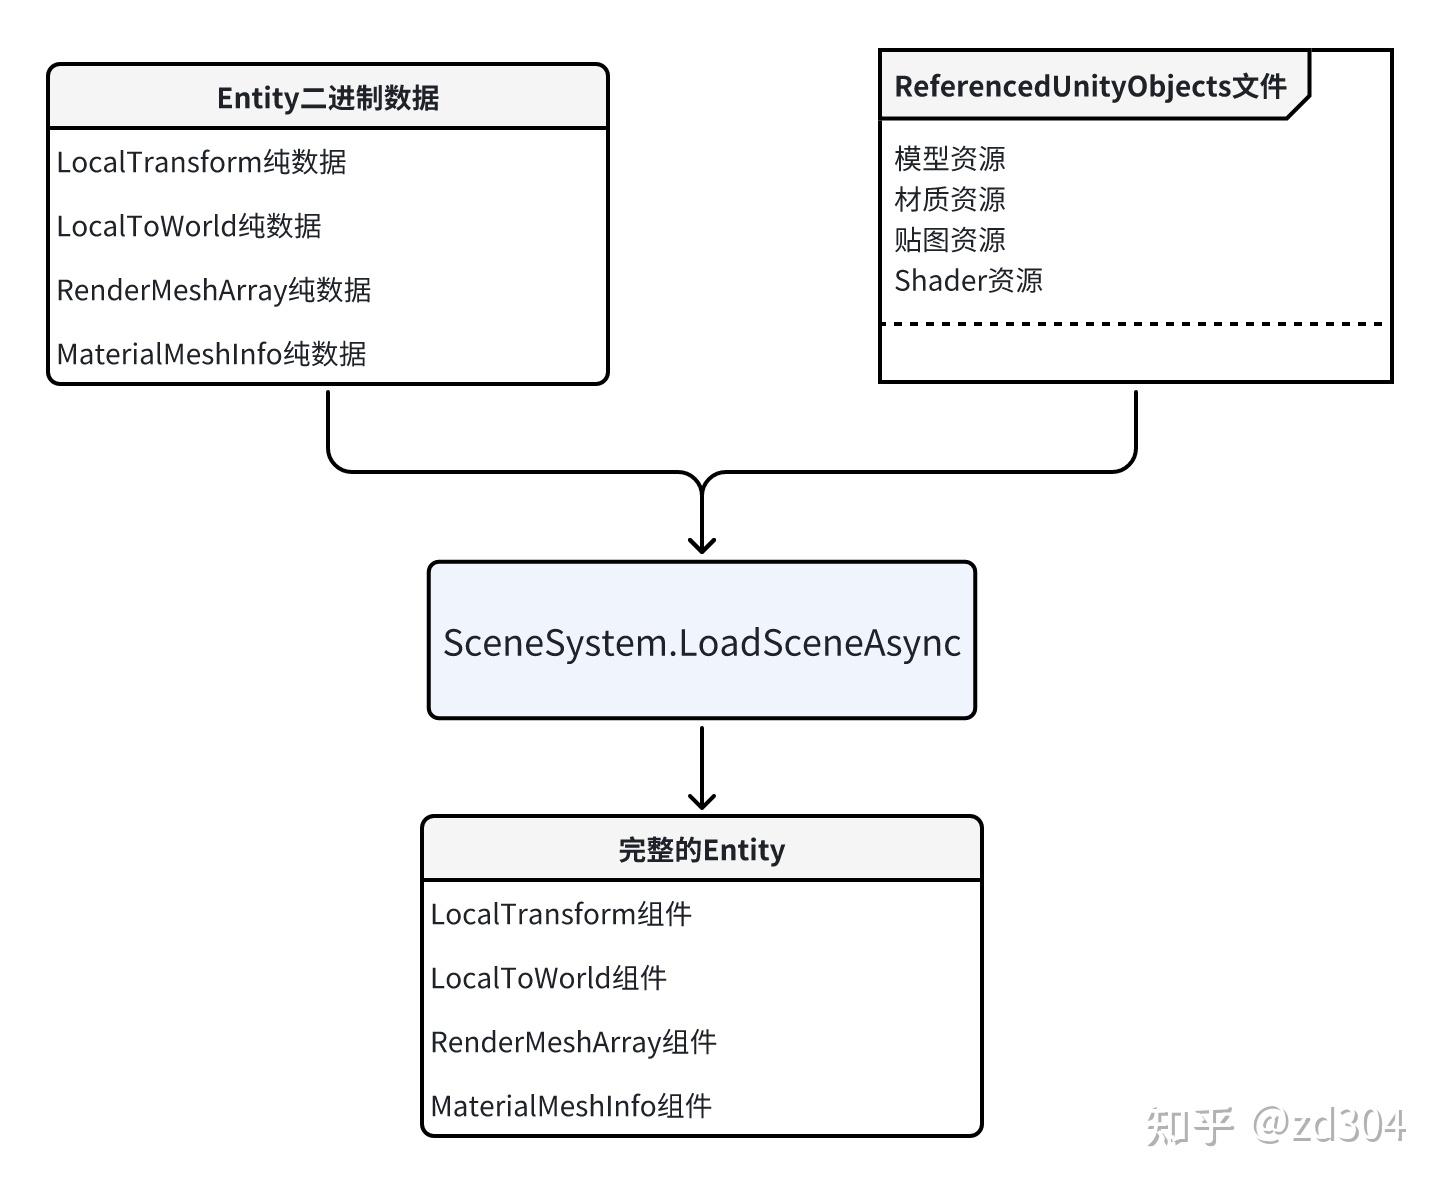 Entity二进制数据
LocalTransform纯数据
LocalToWorld纯数据
RenderMeshArray纯数据
MaterialMeshInfo纯数据
ReferencedUnityObjects文件
模型资源
材质资源
贴图资源
Shader资源
SceneSystem.LoadSceneAsync
完整的Entity
LocalTransform组件
LocalToWorld组件
RenderMeshArray组件
MaterialMeshInfo组件
知乎 @zd304